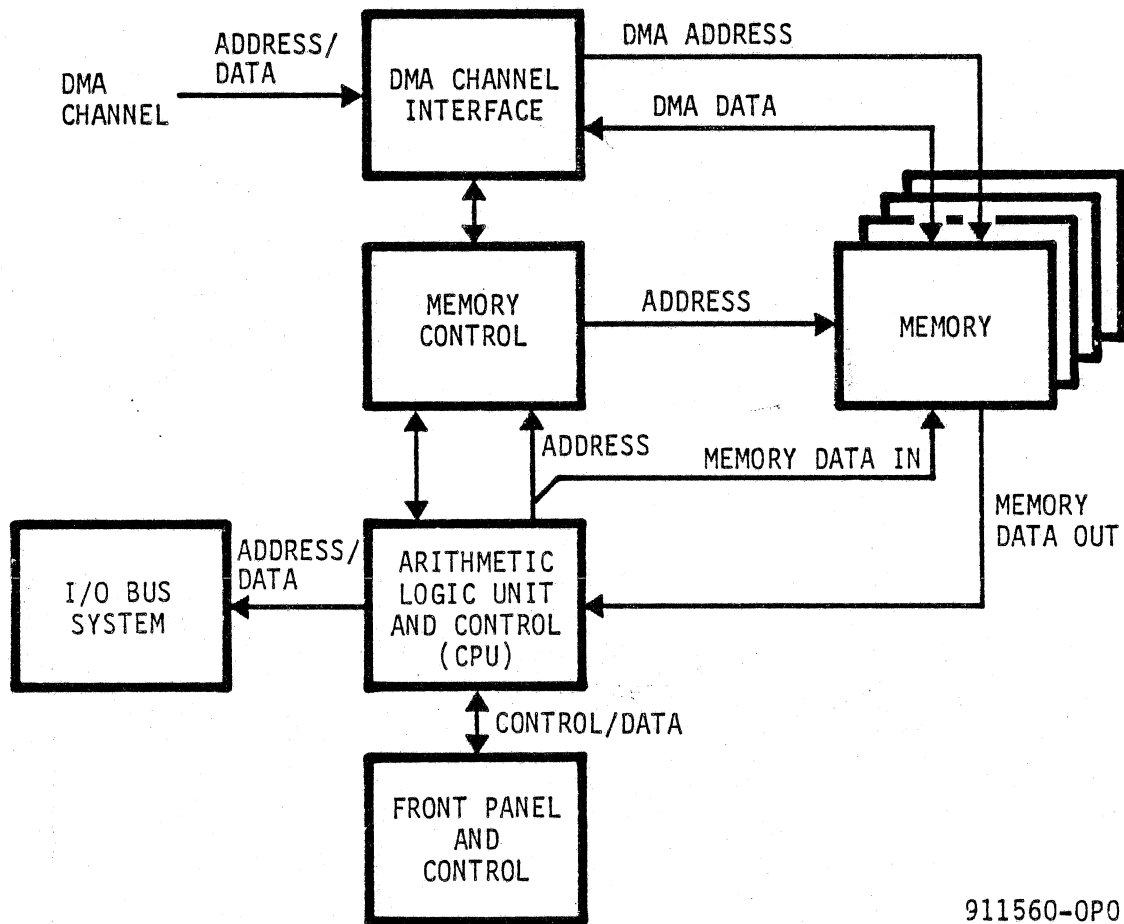 ADDRESS/
DATA
DMA
CHANNEL
DMA CHANNEL
INTERFACE
DMA ADDRESS
DMA DATA
MEMORY
CONTROL
ADDRESS
MEMORY
ADDRESS
MEMORY DATA IN
MEMORY
DATA OUT
I/O BUS
SYSTEM
ADDRESS/
DATA
ARITHMETIC
LOGIC UNIT
AND CONTROL
(CPU)
CONTROL/DATA
FRONT PANEL
AND
CONTROL
911560-0P0